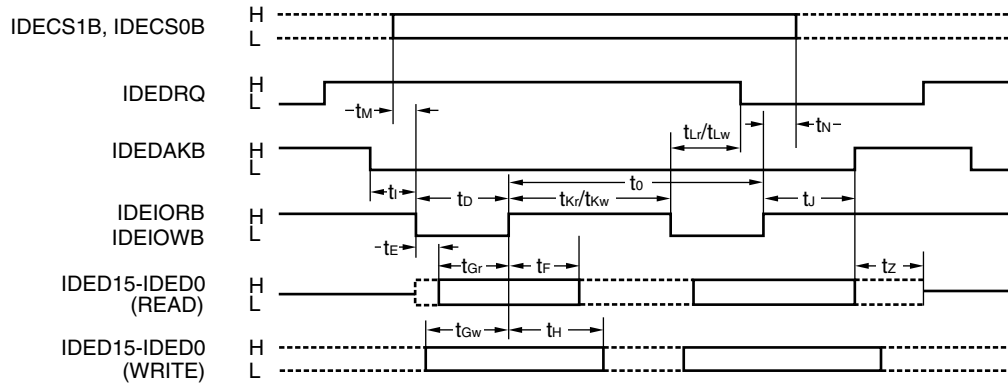 IDECS1B, IDECS0B H
L
IDEDRQ H
L
tM
tLr/tLw
tN
IDEDAKB H
L
tI
tD
t0
tKr/tKw
tJ
IDEIORB H
IDEIOWB L
tE
tGr
tF
tZ
IDED15-IDED0 H
(READ) L
tGw
tH
IDED15-IDED0 H
(WRITE) L